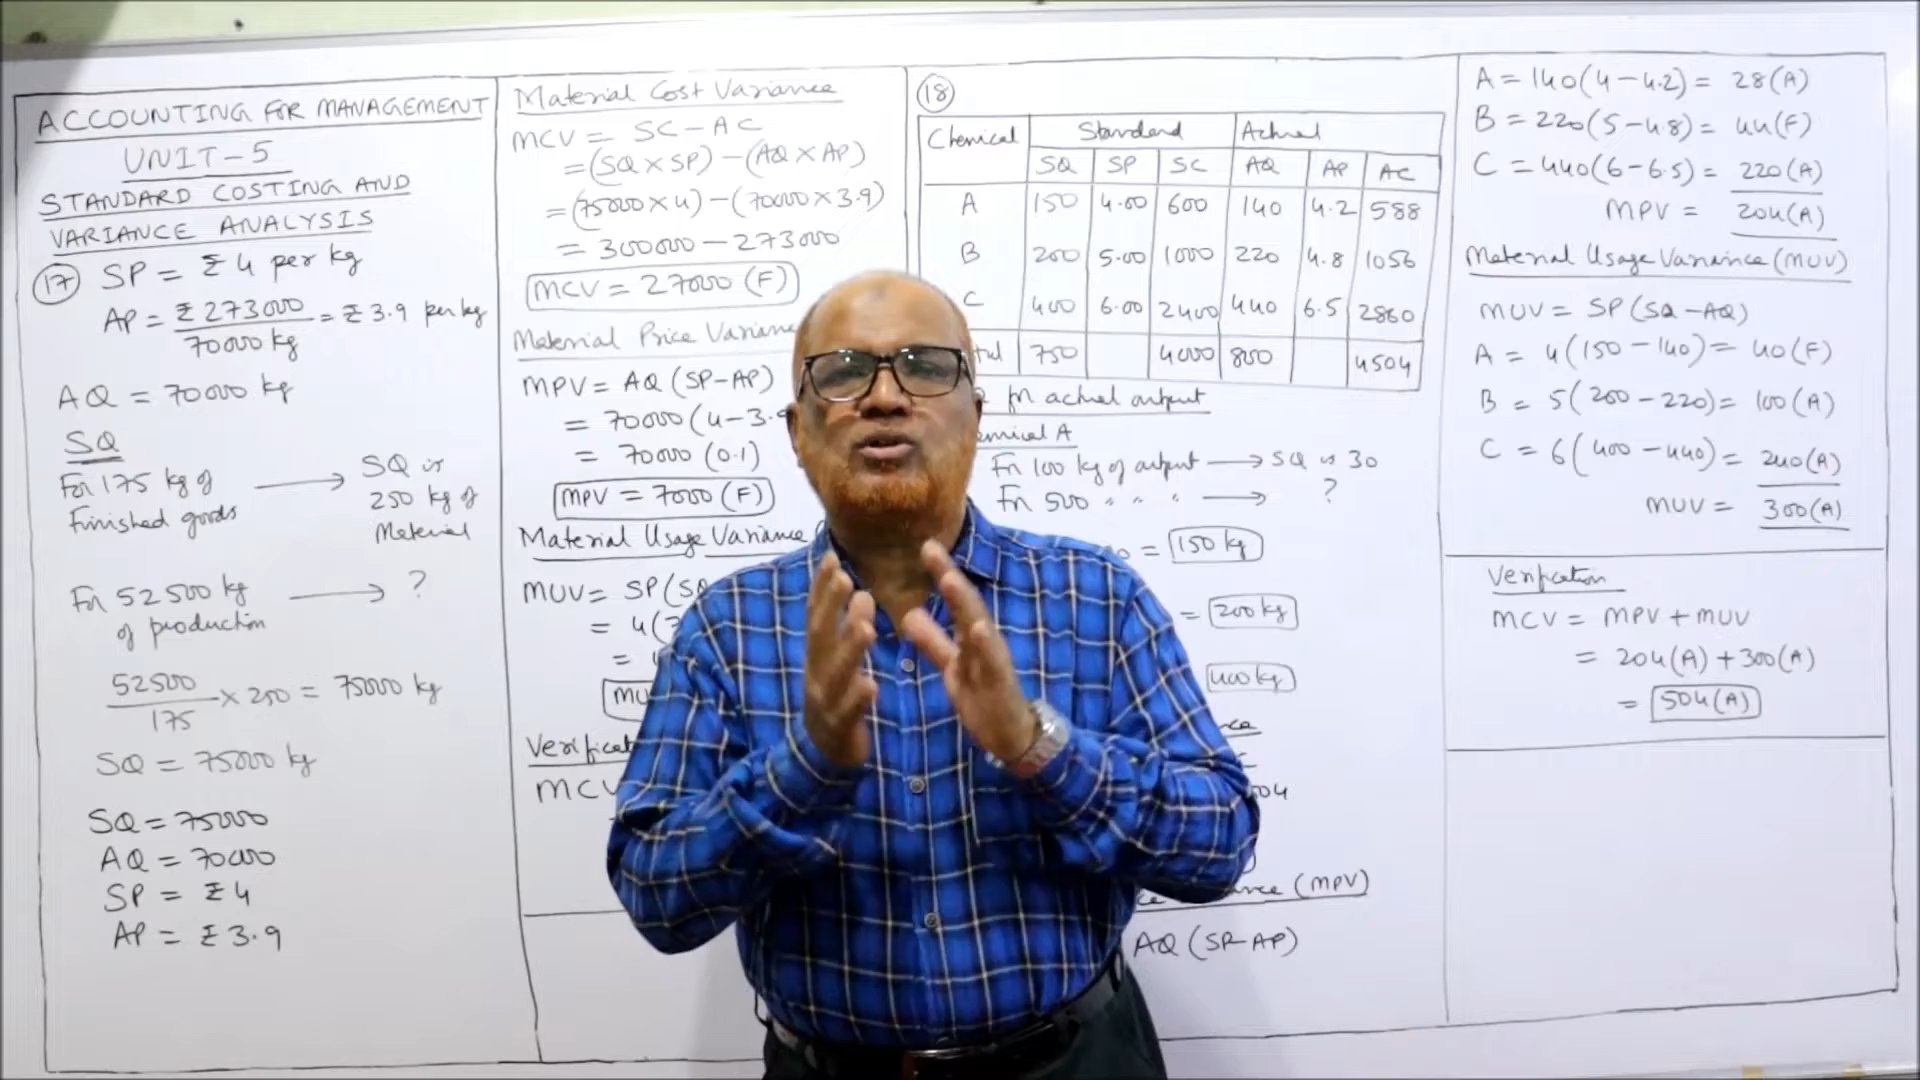 ACCOUNTING FOR MANAGEMENT
UNIT-5
STANDARD COSTING AND
VARIANCE ANALYSIS
17 SP = ₹ 4 per kg
AP = ₹ 273000 / 70000 kg = ₹ 3.9 per kg
AQ = 70000 kg
SQ
For 175 kg of Finished goods → SQ is 250 kg of Material
For 52500 kg of production → ?
52500 / 175 × 250 = 75000 kg
SQ = 75000 kg
SQ = 75000
AQ = 70000
SP = ₹ 4
AP = ₹ 3.9
Material Cost Variance
MCV = SC - AC
= (SQ × SP) - (AQ × AP)
= (75000 × 4) - (70000 × 3.9)
= 300000 - 273000
MCV = 27000 (F)
Material Price
MPV = AQ (SP-AP)
= 70000 (4-3.
= 70000 (0.1)
MPV = 7000 (F)
Material Usage Variance
MUV = SP(
= 4(
=
MCV
18
Chemical Standard Actual
SQ SP SC AQ AP AC
A 150 4.00 600 140 4.2 588
B 200 5.00 1000 220 4.8 1056
C 400 6.00 2400 440 6.5 2860
750 4000 800 4504
for actual output
A
For 100 kg of output → SQ is 30
For 500 " " " → ?
= 150 kg
= 200 kg
400 kg
(MPV)
AQ (SP-AP)
A = 140(4-4.2) = 28(A)
B = 220(5-4.8) = 44(F)
C = 440(6-6.5) = 220(A)
MPV = 204(A)
Material Usage Variance (MUV)
MUV = SP(SQ-AQ)
A = 4(150-140) = 40(F)
B = 5(200-220) = 100(A)
C = 6(400-440) = 240(A)
MUV = 300(A)
Verification
MCV = MPV + MUV
= 204(A) + 300(A)
= 504(A)